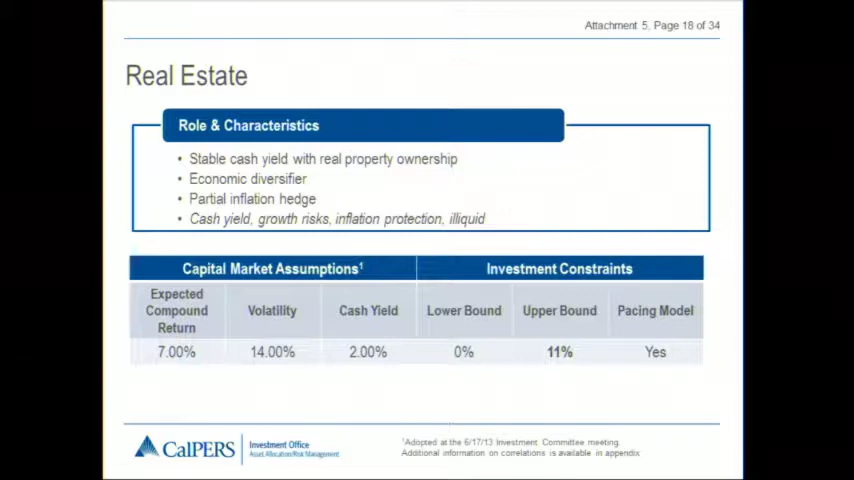 Attachment 5, Page 18 of 34
Real Estate
Role & Characteristics
• Stable cash yield with real property ownership
• Economic diversifier
• Partial inflation hedge
• Cash yield, growth risks, inflation protection, illiquid
Capital Market Assumptions¹ Investment Constraints
Expected Compound Return Volatility Cash Yield Lower Bound Upper Bound Pacing Model
7.00% 14.00% 2.00% 0% 11% Yes
CalPERS
Investment Office
Asset Allocation/Risk Management
¹Adopted at the 6/17/13 Investment Committee meeting.
Additional information on correlations is available in appendix